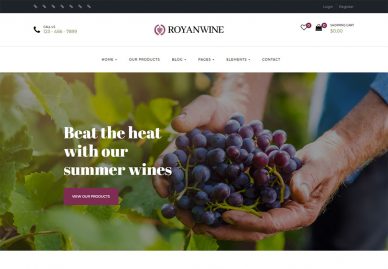 Login Register
CALL US
123 - 456 - 7899
ROYANWINE
0
0
SHOPPING CART
$0.00
HOME
OUR PRODUCTS
BLOG
PAGES
ELEMENTS
CONTACT
Beat the heat
with our
summer wines
VIEW OUR PRODUCTS